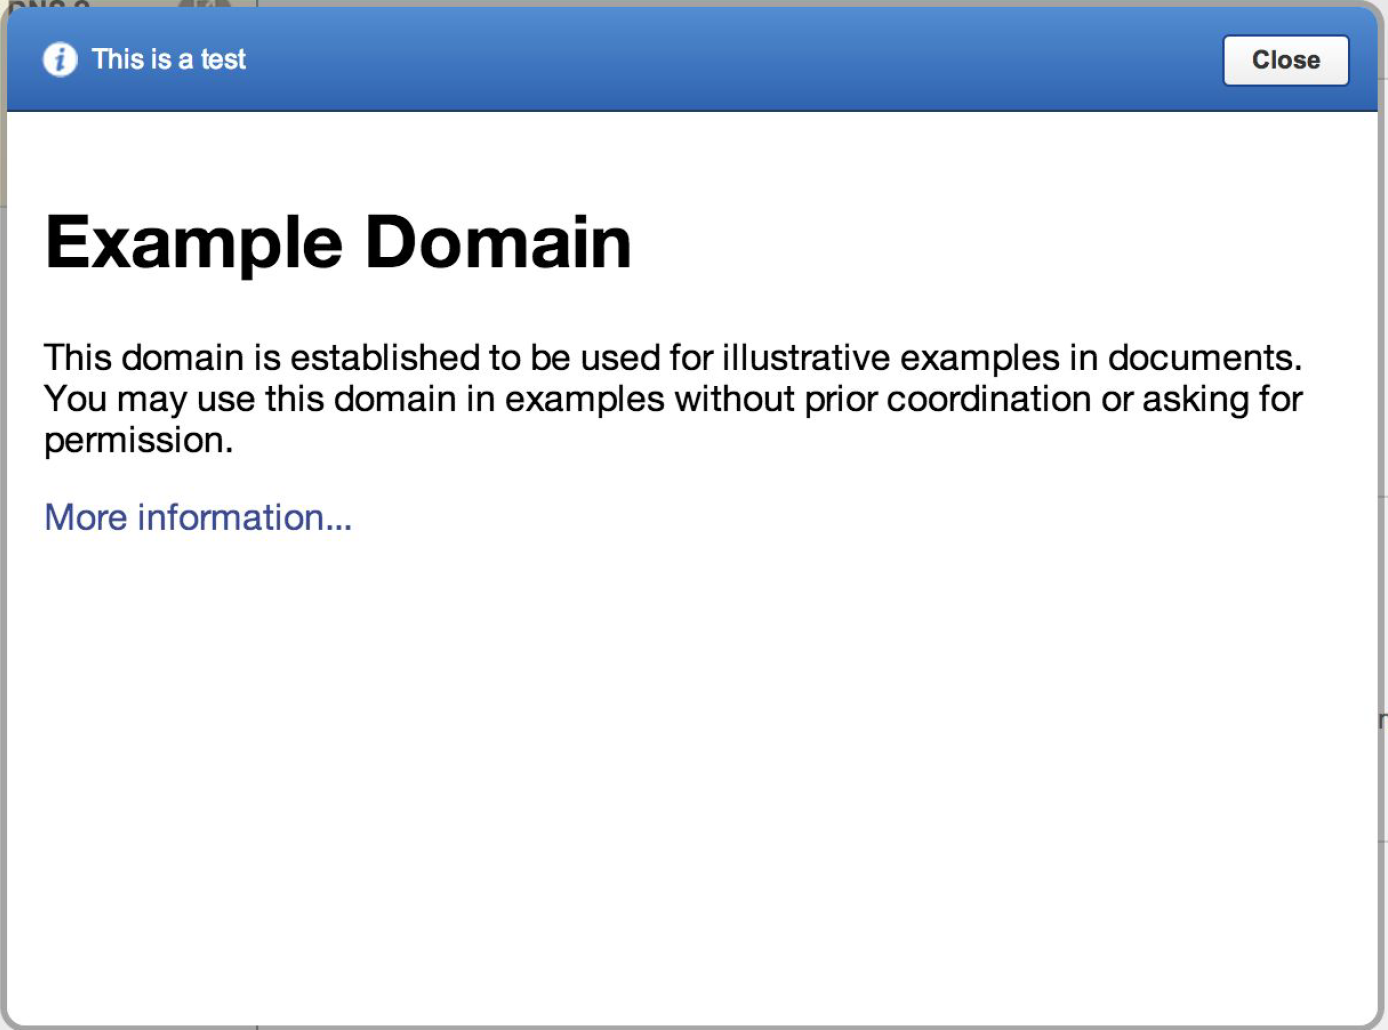 This is a test
Close
Example Domain
This domain is established to be used for illustrative examples in documents.
You may use this domain in examples without prior coordination or asking for
permission.
More information...